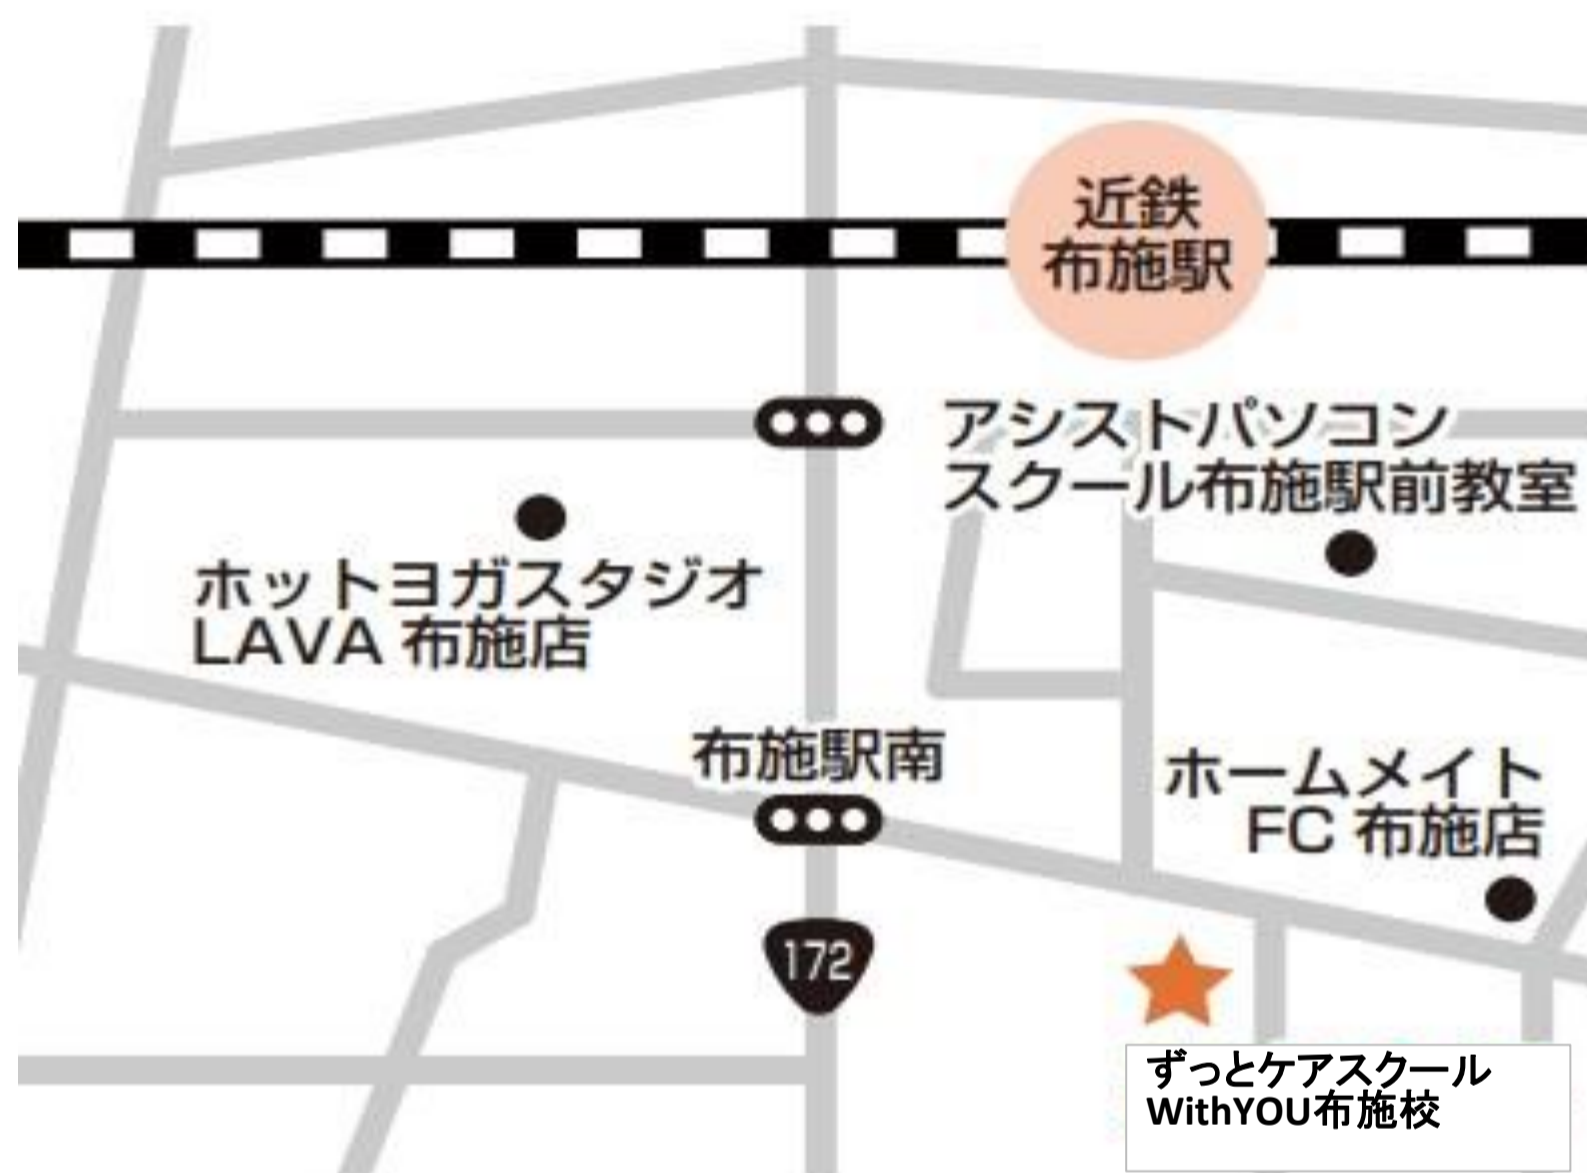 近鉄
布施駅
アシストパソコン
スクール布施駅前教室
ホットヨガスタジオ
LAVA 布施店
布施駅南
ホームメイト
FC 布施店
172
ずっとケアスクール
WithYOU布施校